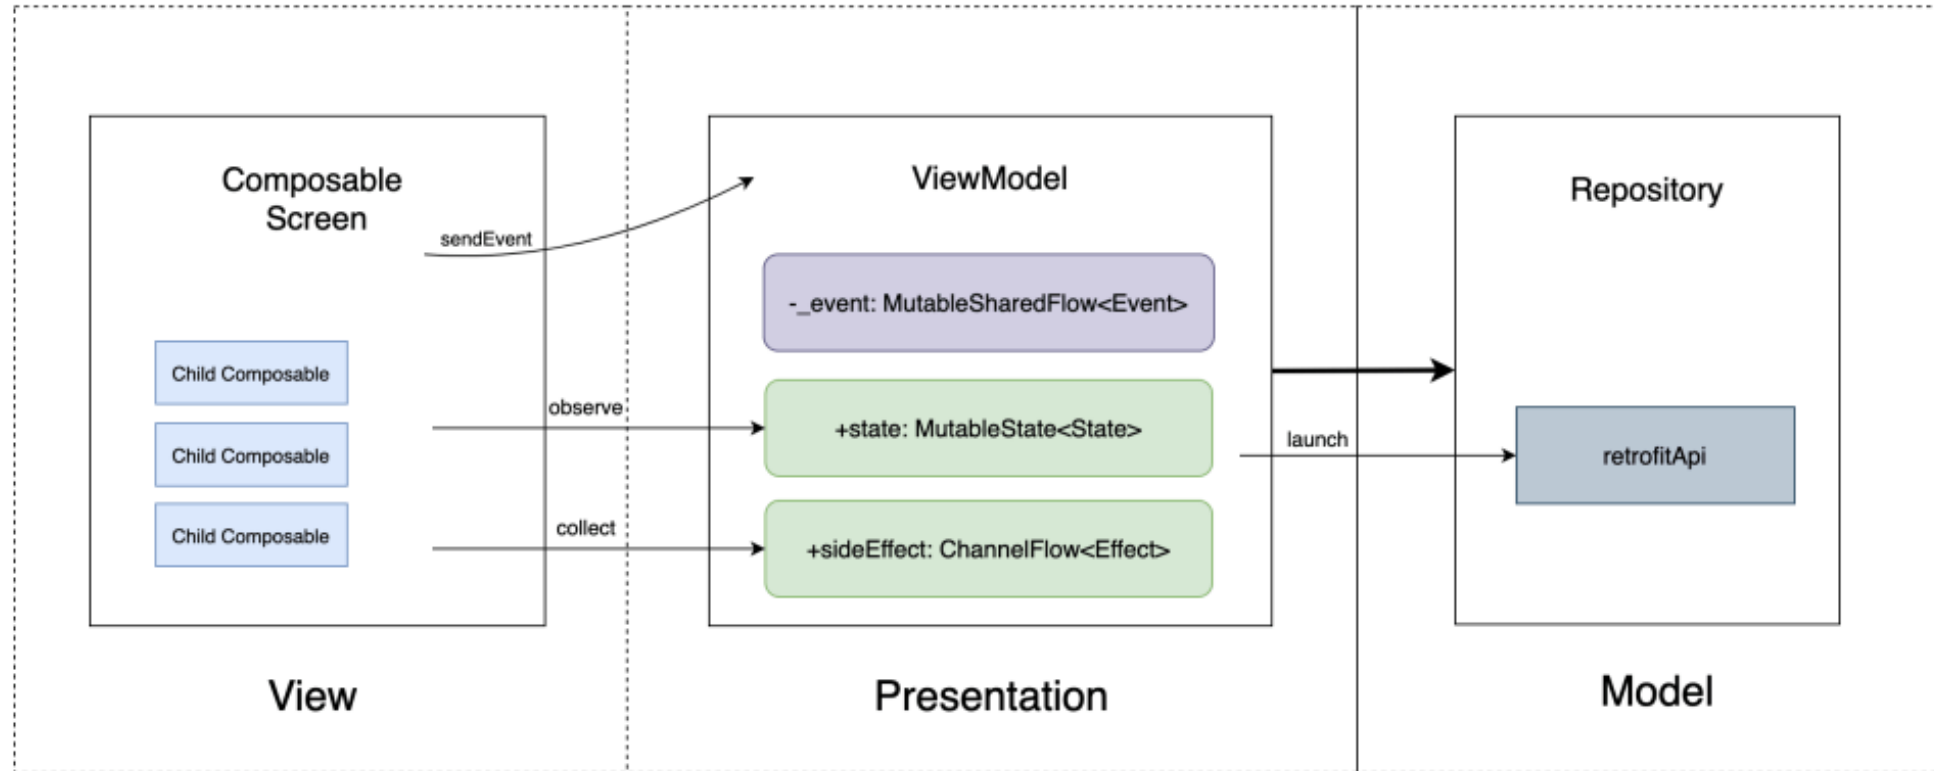 Composable
Screen
sendEvent
Child Composable
Child Composable
Child Composable
observe
collect
View
ViewModel
-_event: MutableSharedFlow<Event>
+state: MutableState<State>
+sideEffect: ChannelFlow<Effect>
Presentation
launch
Repository
retrofitApi
Model